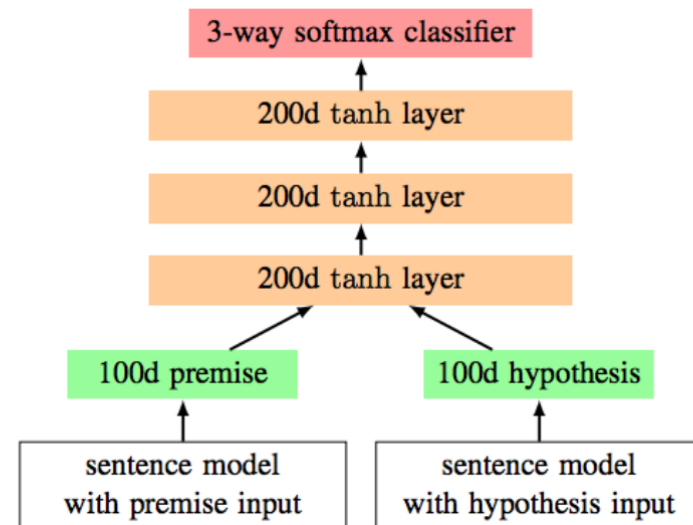 3-way softmax classifier
200d tanh layer
200d tanh layer
200d tanh layer
100d premise
100d hypothesis
sentence model
with premise input
sentence model
with hypothesis input